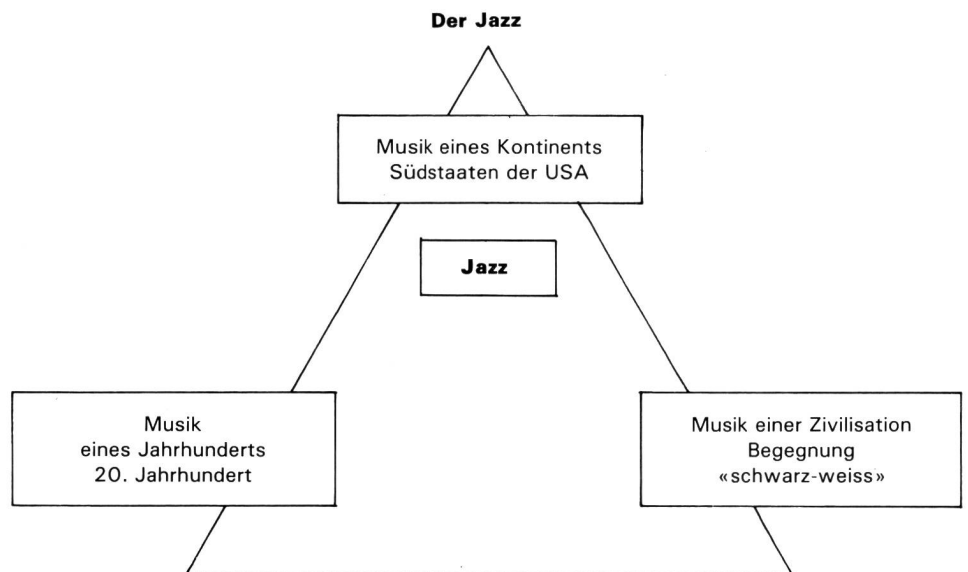 Der Jazz
Musik eines Kontinents
Südstaaten der USA
Jazz
Musik
eines Jahrhunderts
20. Jahrhundert
Musik einer Zivilisation
Begegnung
«schwarz-weiss»